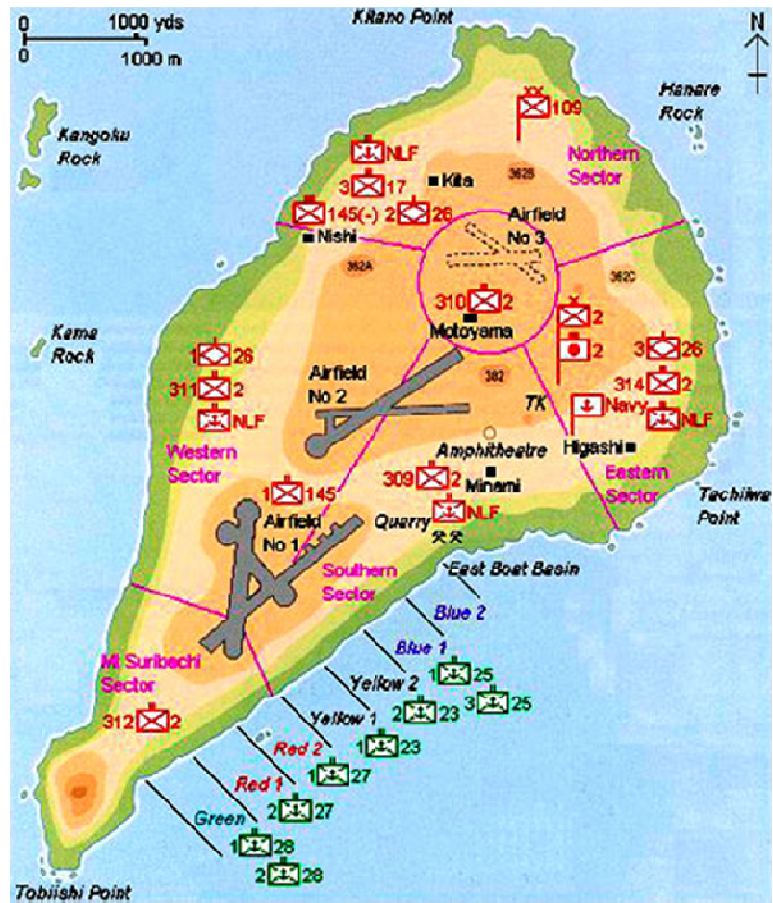 0 1000 yds
0 1000 m
Kitano Point
N
Hanare
Rock
Kangoku
Rock
109
NLF
Northern
Sector
3 17
Kita
362B
145(-)
2 26
Nishi
Airfield
No 3
362A
362C
310 2
Motoyama
2
2
Kama
Rock
1 26
3 26
311 2
Airfield
No 2
382
314 2
NLF
TK
Navy
NLF
Western
Sector
Amphitheatre
Higashi
309 2
Minami
Eastern
Sector
1 145
Tachiiwa
Point
Airfield
No 1
Quarry
NLF
Southern
Sector
East Boat Basin
Blue 2
Blue 1
Mt Suribachi
Sector
1 25
Yellow 2
3 25
2 23
312 2
Yellow 1
1 23
Red 2
1 27
Red 1
2 27
Green
1 28
2 28
Tobiishi Point